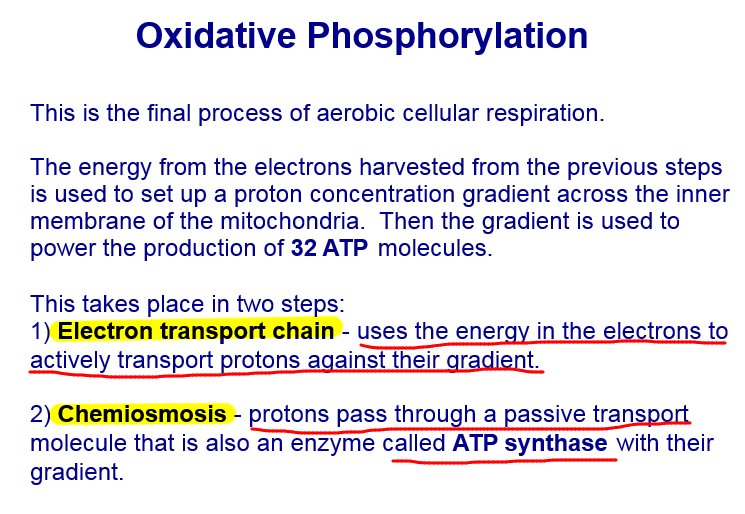 Oxidative Phosphorylation
This is the final process of aerobic cellular respiration.
The energy from the electrons harvested from the previous steps
is used to set up a proton concentration gradient across the inner
membrane of the mitochondria.  Then the gradient is used to
power the production of 32 ATP molecules.
This takes place in two steps:
1) Electron transport chain - uses the energy in the electrons to
actively transport protons against their gradient.
2) Chemiosmosis - protons pass through a passive transport
molecule that is also an enzyme called ATP synthase with their
gradient.